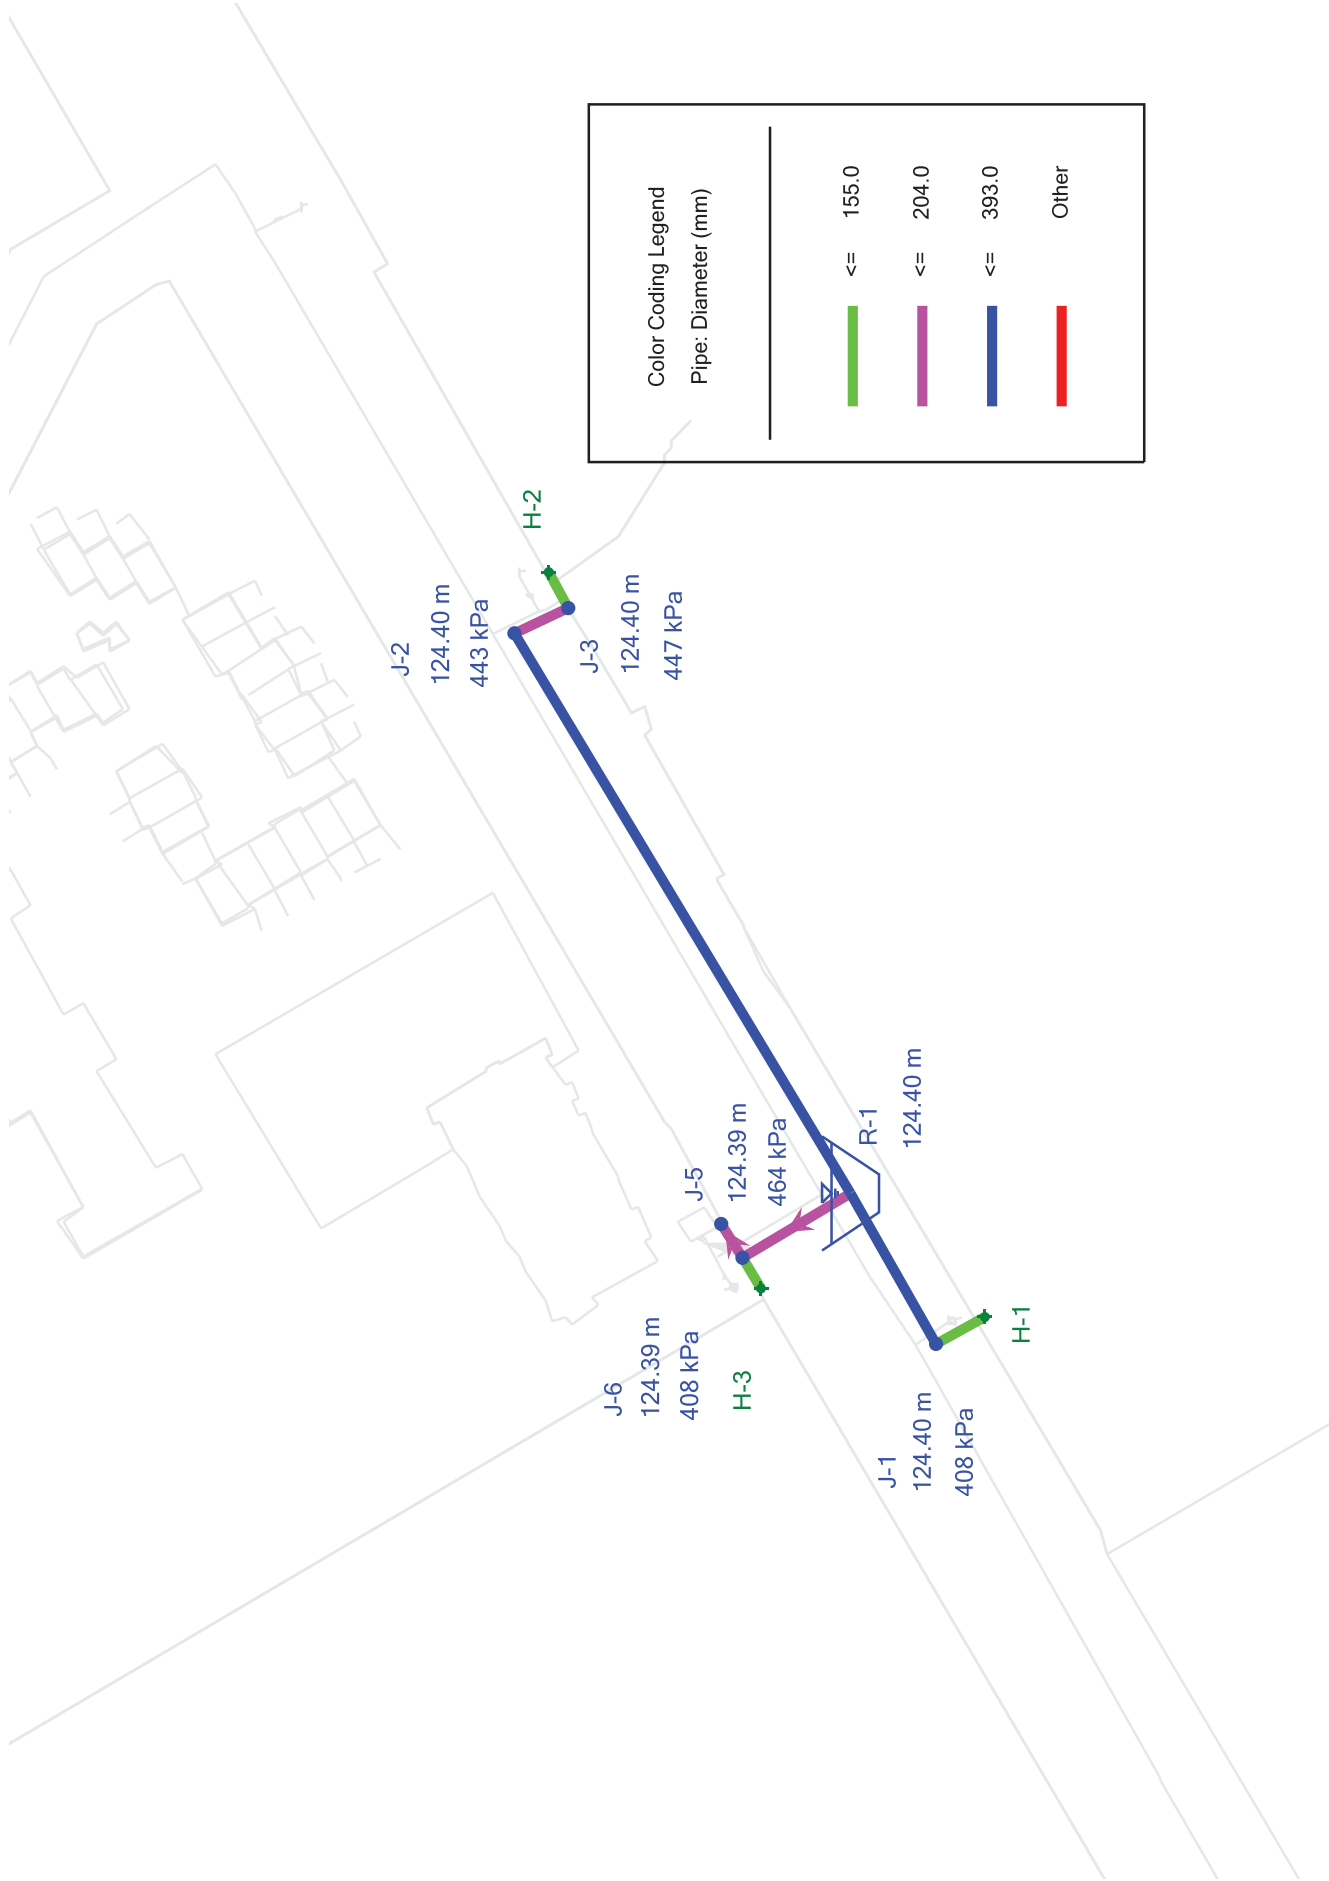 Color Coding Legend
Pipe: Diameter (mm)
<= 155.0
<= 204.0
<= 393.0
Other
J-2
124.40 m
443 kPa
H-2
J-3
124.40 m
447 kPa
J-5
124.39 m
464 kPa
R-1
124.40 m
J-6
124.39 m
408 kPa
H-3
J-1
124.40 m
408 kPa
H-1